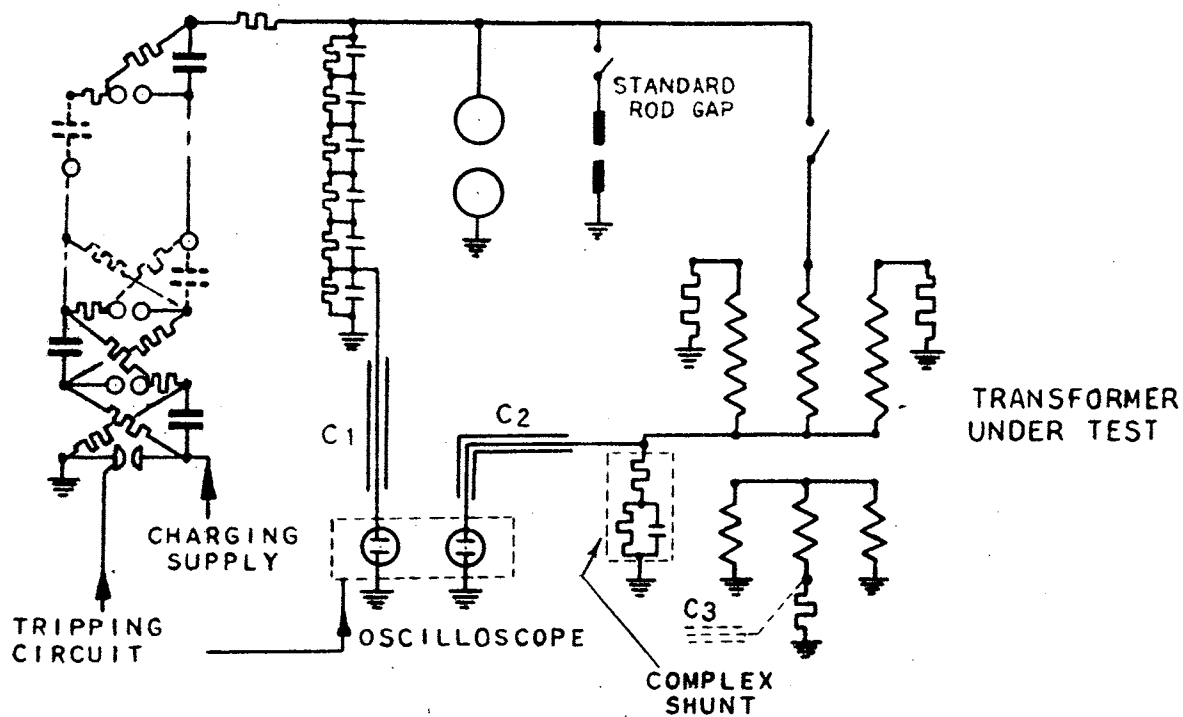 STANDARD
ROD GAP
TRANSFORMER
UNDER TEST
C1
C2
CHARGING
SUPPLY
C3
TRIPPING
CIRCUIT
OSCILLOSCOPE
COMPLEX
SHUNT